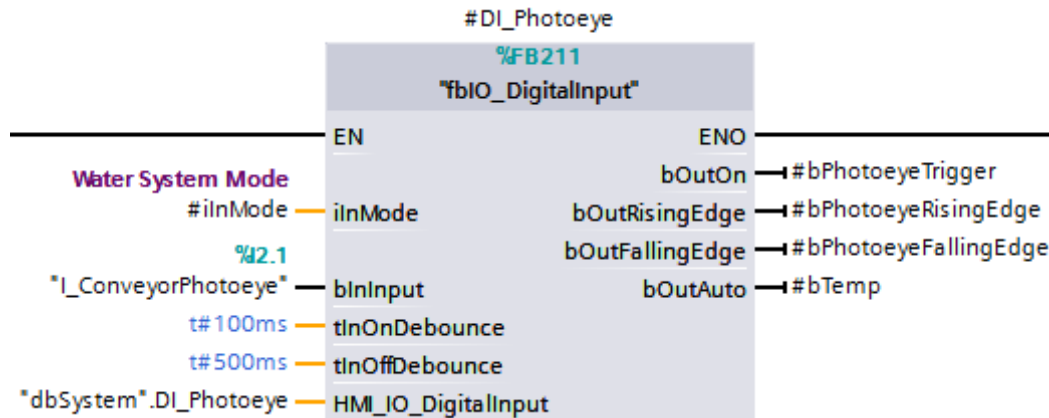 #DI_Photoeye
%FB211
"fbIO_DigitalInput"
EN ENO
bOutOn #bPhotoeyeTrigger
Water System Mode
#iInMode iInMode bOutRisingEdge #bPhotoeyeRisingEdge
%I2.1 bOutFallingEdge #bPhotoeyeFallingEdge
"I_ConveyorPhotoeye" bInInput bOutAuto #bTemp
t#100ms tInOnDebounce
t#500ms tInOffDebounce
"dbSystem".DI_Photoeye HMI_IO_DigitalInput